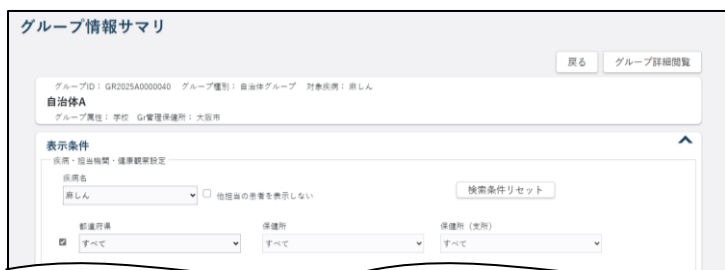 グループ情報サマリ
戻る グループ詳細閲覧
グループID： GR2025A0000040 グループ種別： 自治体グループ 対象疾病： 麻しん
自治体A
グループ属性： 学校 Gr管理保健所： 大阪市
表示条件
疾病・担当機関・健康観察設定
疾病名
麻しん 他担当の患者を表示しない 検索条件リセット
都道府県 保健所 保健所（支所）
すべて すべて すべて